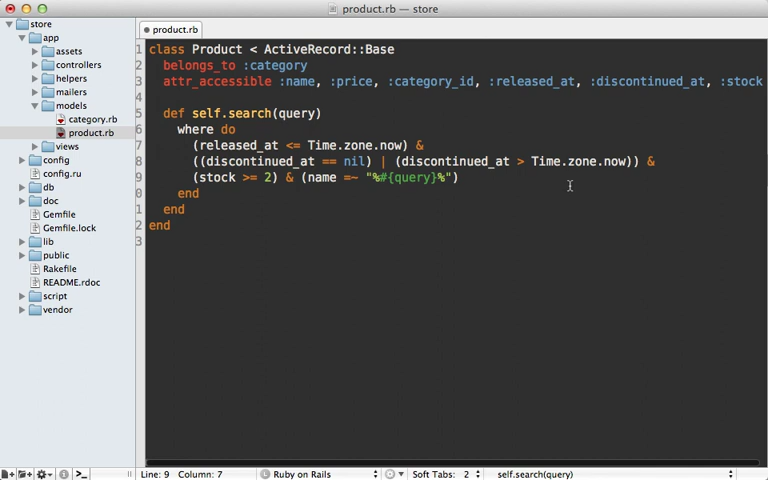 product.rb — store
store
app
assets
controllers
helpers
mailers
models
category.rb
product.rb
views
config
config.ru
db
doc
Gemfile
Gemfile.lock
lib
public
Rakefile
README.rdoc
script
vendor
product.rb
1 class Product < ActiveRecord::Base
2 belongs_to :category
3 attr_accessible :name, :price, :category_id, :released_at, :discontinued_at, :stock
4
5 def self.search(query)
6 where do
7 (released_at <= Time.zone.now) &
8 ((discontinued_at == nil) | (discontinued_at > Time.zone.now)) &
9 (stock >= 2) & (name =~ "%#{query}%")
0 end
1 end
2 end
3
Line: 9 Column: 7 Ruby on Rails Soft Tabs: 2 self.search(query)